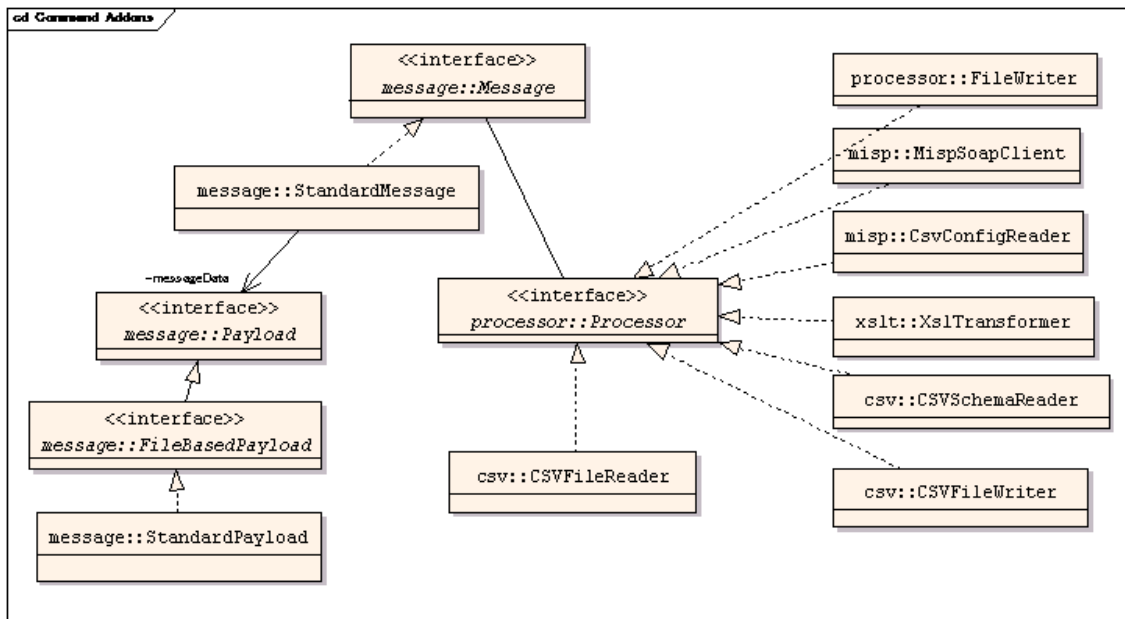 cd Command Addons
<<interface>>
message::Message
processor::FileWriter
misp::MispSoapClient
message::StandardMessage
misp::CsvConfigReader
-messageData
<<interface>>
message::Payload
<<interface>>
processor::Processor
xslt::XslTransformer
csv::CSVSchemaReader
<<interface>>
message::FileBasedPayload
csv::CSVFileReader
csv::CSVFileWriter
message::StandardPayload